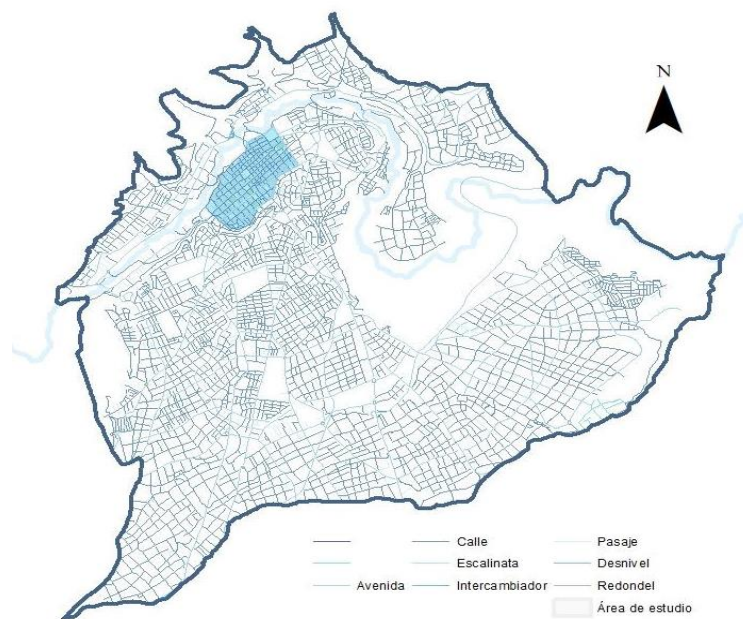 N
Calle
Pasaje
Escalinata
Desnivel
Avenida
Intercambiador
Redondel
Área de estudio